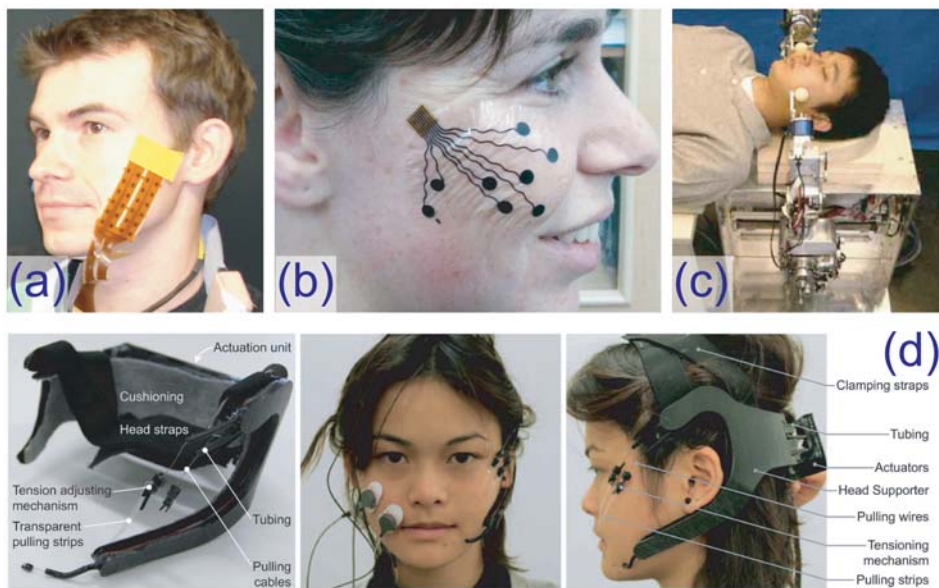 (a)
(b)
(c)
Actuation unit
Cushioning
Head straps
Tension adjusting
mechanism
Transparent
pulling strips
Tubing
Pulling
cables
(d)
Clamping straps
Tubing
Actuators
Head Supporter
Pulling wires
Tensioning
mechanism
Pulling strips